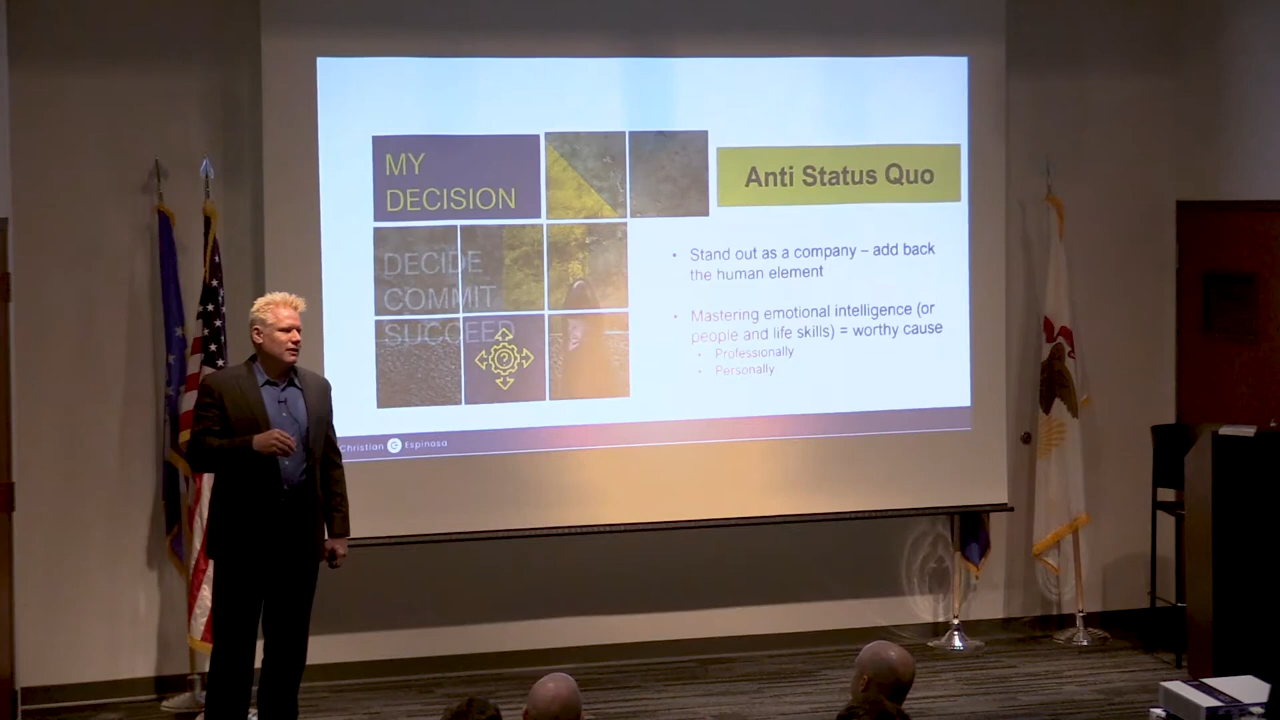 MY
DECISION
DECIDE
COMMIT
SUCCEED
Anti Status Quo
• Stand out as a company – add back
the human element
• Mastering emotional intelligence (or
people and life skills) = worthy cause
• Professionally
• Personally
Christian Espinosa